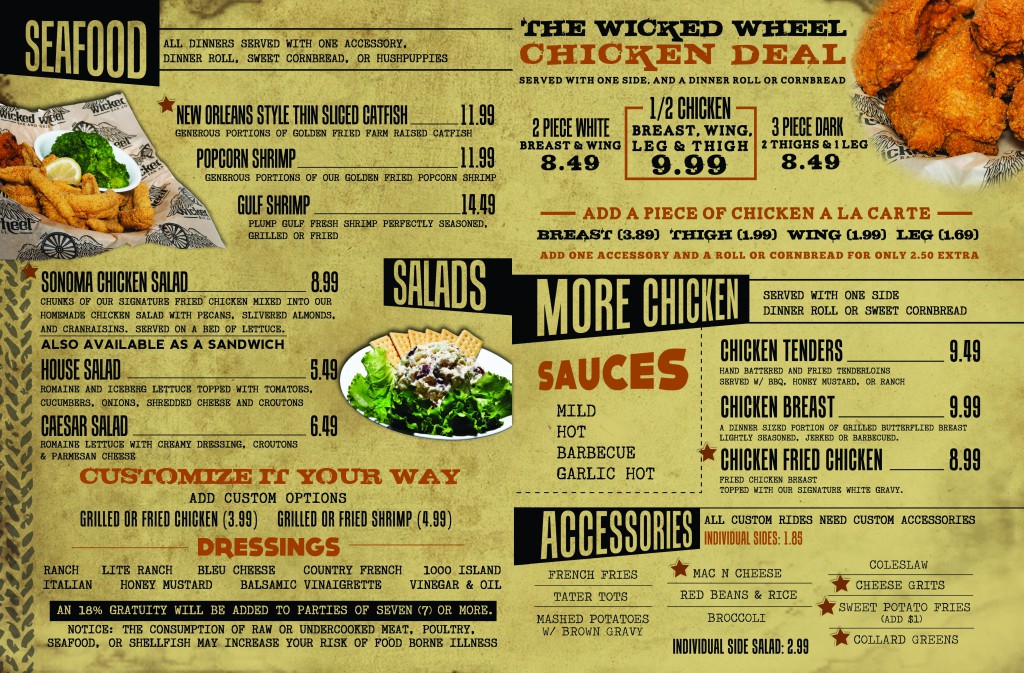 SEAFOOD
ALL DINNERS SERVED WITH ONE ACCESSORY,
DINNER ROLL, SWEET CORNBREAD, OR HUSHPUPPIES
NEW ORLEANS STYLE THIN SLICED CATFISH 11.99
GENEROUS PORTIONS OF GOLDEN FRIED FARM RAISED CATFISH
POPCORN SHRIMP 11.99
GENEROUS PORTIONS OF OUR GOLDEN FRIED POPCORN SHRIMP
GULF SHRIMP 14.49
PLUMP GULF FRESH SHRIMP PERFECTLY SEASONED,
GRILLED OR FRIED
SALADS
SONOMA CHICKEN SALAD 8.99
CHUNKS OF OUR SIGNATURE FRIED CHICKEN MIXED INTO OUR
HOMEMADE CHICKEN SALAD WITH PECANS, SLIVERED ALMONDS,
AND CRANRAISINS. SERVED ON A BED OF LETTUCE.
ALSO AVAILABLE AS A SANDWICH
HOUSE SALAD 5.49
ROMAINE AND ICEBERG LETTUCE TOPPED WITH TOMATOES,
CUCUMBERS, ONIONS, SHREDDED CHEESE AND CROUTONS
CAESAR SALAD 6.49
ROMAINE LETTUCE WITH CREAMY DRESSING, CROUTONS
& PARMESAN CHEESE
CUSTOMIZE IT YOUR WAY
ADD CUSTOM OPTIONS
GRILLED OR FRIED CHICKEN (3.99) GRILLED OR FRIED SHRIMP (4.99)
DRESSINGS
RANCH LITE RANCH BLEU CHEESE COUNTRY FRENCH 1000 ISLAND
ITALIAN HONEY MUSTARD BALSAMIC VINAIGRETTE VINEGAR & OIL
AN 18% GRATUITY WILL BE ADDED TO PARTIES OF SEVEN (7) OR MORE.
NOTICE: THE CONSUMPTION OF RAW OR UNDERCOOKED MEAT, POULTRY,
SEAFOOD, OR SHELLFISH MAY INCREASE YOUR RISK OF FOOD BORNE ILLNESS
THE WICKED WHEEL
CHICKEN DEAL
SERVED WITH ONE SIDE, AND A DINNER ROLL OR CORNBREAD
2 PIECE WHITE
BREAST & WING
8.49
1/2 CHICKEN
BREAST, WING,
LEG & THIGH
9.99
3 PIECE DARK
2 THIGHS & 1 LEG
8.49
ADD A PIECE OF CHICKEN A LA CARTE
BREAST (3.89) THIGH (1.99) WING (1.99) LEG (1.69)
ADD ONE ACCESSORY AND A ROLL OR CORNBREAD FOR ONLY 2.50 EXTRA
MORE CHICKEN
SERVED WITH ONE SIDE
DINNER ROLL OR SWEET CORNBREAD
SAUCES
MILD
HOT
BARBECUE
GARLIC HOT
CHICKEN TENDERS 9.49
HAND BATTERED AND FRIED TENDERLOINS
SERVED W/ BBQ, HONEY MUSTARD, OR RANCH
CHICKEN BREAST 9.99
A DINNER SIZED PORTION OF GRILLED BUTTERFLIED BREAST
LIGHTLY SEASONED, JERKED OR BARBECUED.
CHICKEN FRIED CHICKEN 8.99
FRIED CHICKEN BREAST
TOPPED WITH OUR SIGNATURE WHITE GRAVY.
ACCESSORIES
ALL CUSTOM RIDES NEED CUSTOM ACCESSORIES
INDIVIDUAL SIDES: 1.85
FRENCH FRIES
TATER TOTS
MASHED POTATOES
W/ BROWN GRAVY
MAC N CHEESE
RED BEANS & RICE
BROCCOLI
COLESLAW
CHEESE GRITS
SWEET POTATO FRIES
(ADD $1)
COLLARD GREENS
INDIVIDUAL SIDE SALAD: 2.99